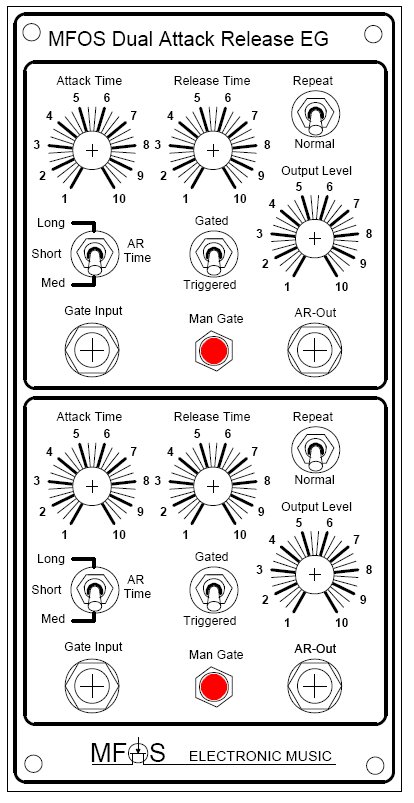 MFOS Dual Attack Release EG
Attack Time Release Time Repeat
5 6 5 6
4 7 4 7 Normal
3 8 3 8
2 9 2 9 Output Level
1 10 1 10 5 6
4 7
Long Gated 3 8
Short AR Time 2 9
Med Triggered 1 10
Gate Input Man Gate AR-Out
Attack Time Release Time Repeat
5 6 5 6
4 7 4 7 Normal
3 8 3 8
2 9 2 9 Output Level
1 10 1 10 5 6
4 7
Long Gated 3 8
Short AR Time 2 9
Med Triggered 1 10
Gate Input Man Gate AR-Out
MFOS ELECTRONIC MUSIC